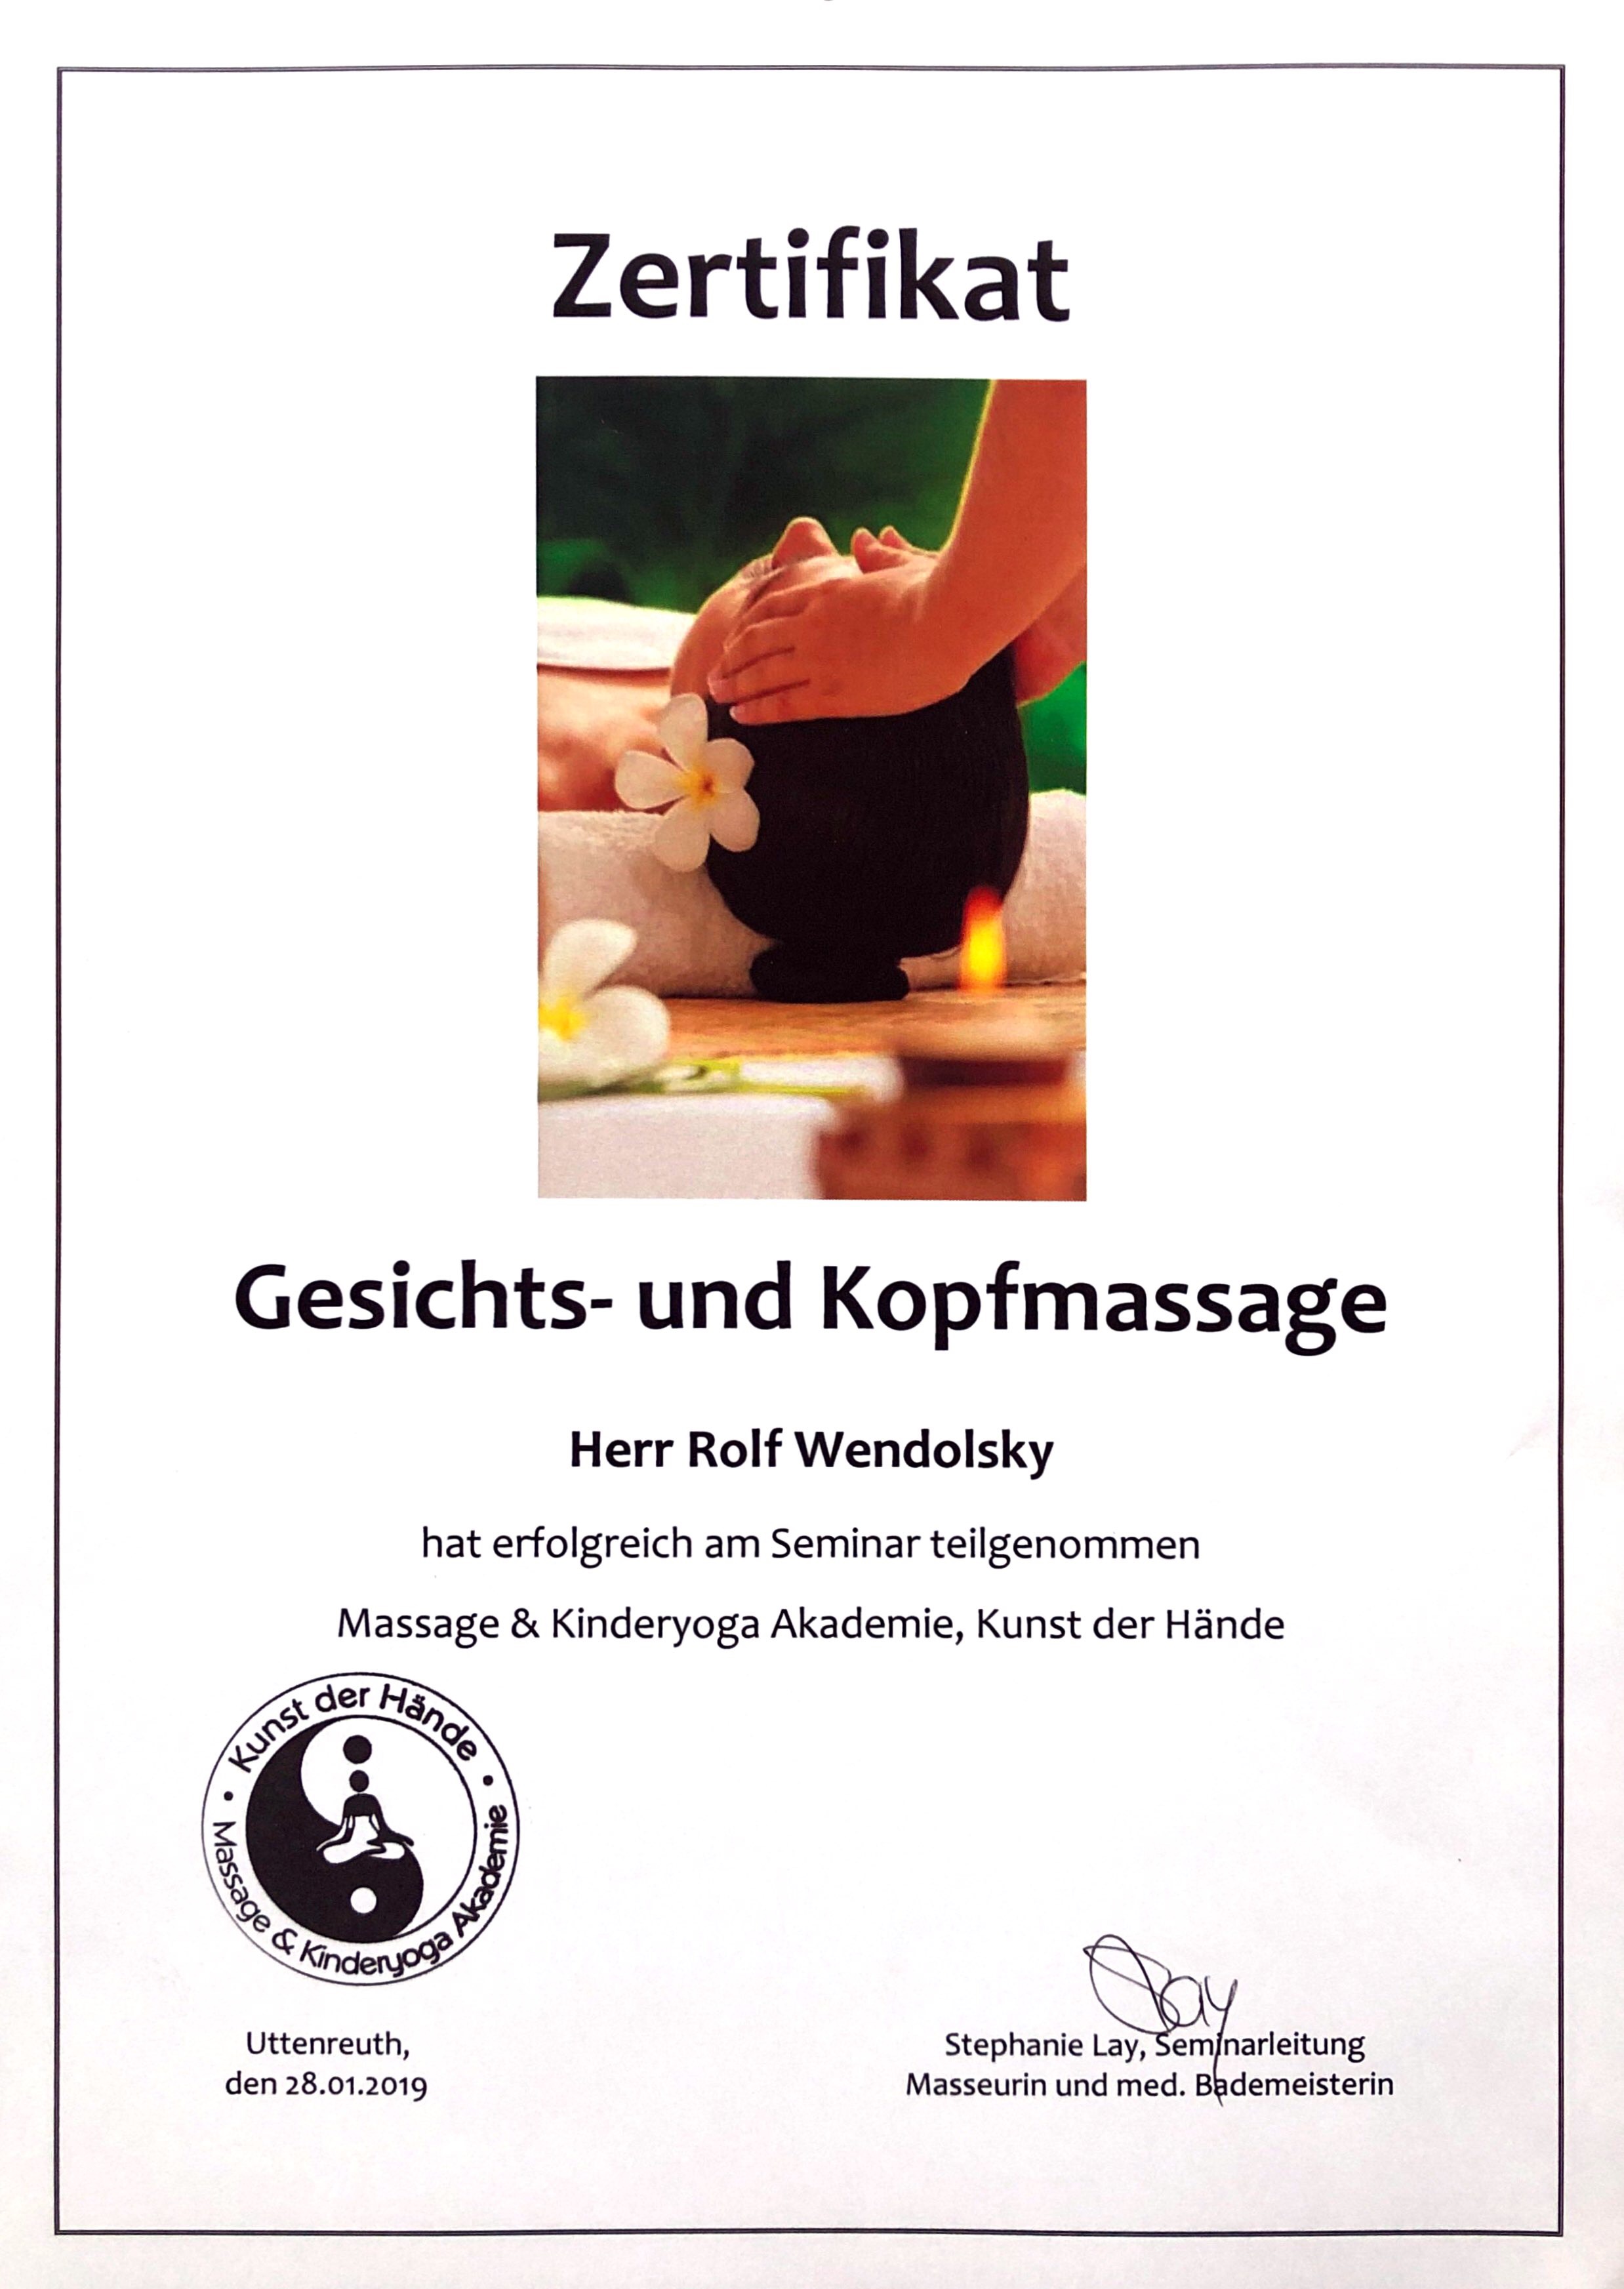 Zertifikat
Gesichts- und Kopfmassage
Herr Rolf Wendolsky
hat erfolgreich am Seminar teilgenommen
Massage & Kinderyoga Akademie, Kunst der Hände
• Kunst der Hände •
Massage & Kinderyoga Akademie
Uttenreuth,
den 28.01.2019
Lay
Stephanie Lay, Seminarleitung
Masseurin und med. Bademeisterin